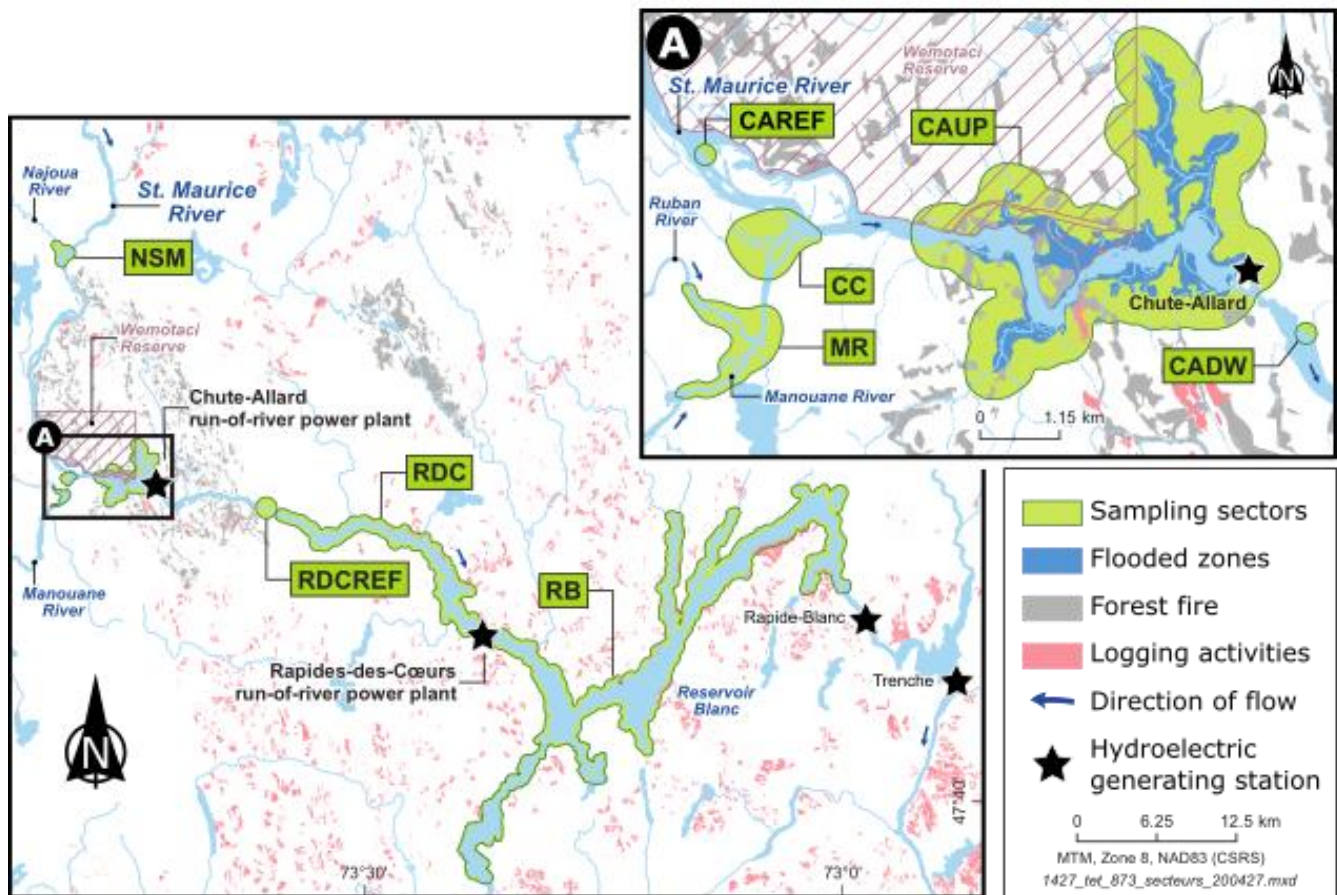 A
N
Wemotaci
Reserve
St. Maurice River
CAREF
CAUP
Ruban
River
CC
Chute-Allard
MR
CADW
Manouane River
0 1.15 km
Najoua
River
St. Maurice
River
NSM
Wemotaci
Reserve
Chute-Allard
run-of-river power plant
A
RDC
RDCREF
RB
Manouane
River
Rapide-Blanc
Rapides-des-Cœurs
run-of-river power plant
Reservoir
Blanc
Trenche
N
47°40'
73°30'
73°0'
Sampling sectors
Flooded zones
Forest fire
Logging activities
Direction of flow
Hydroelectric
generating station
0 6.25 12.5 km
MTM, Zone 8, NAD83 (CSRS)
1427_tet_873_secteurs_200427.mxd